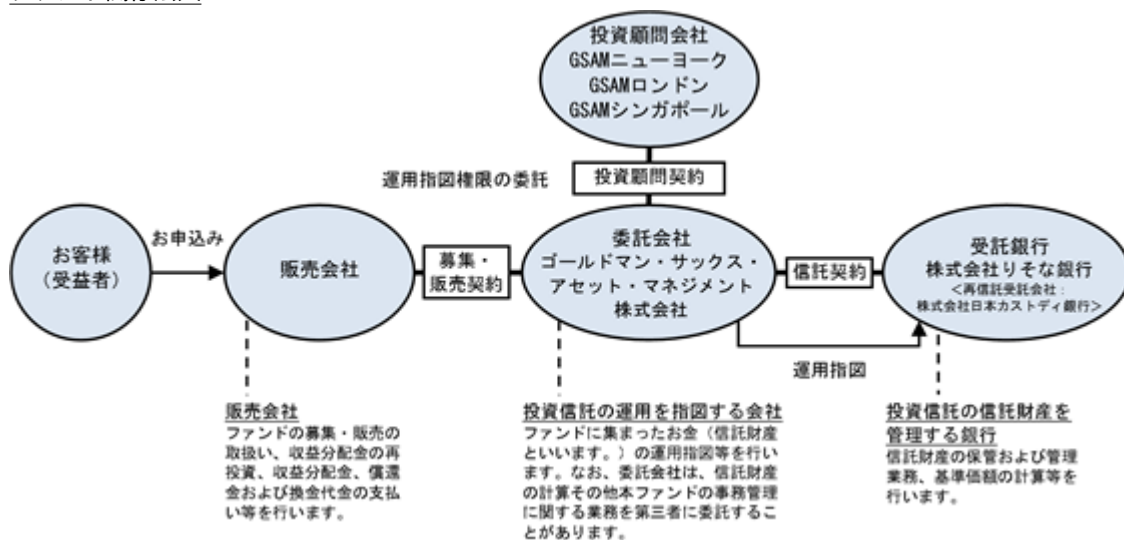 投資顧問会社
GSAMニューヨーク
GSAMロンドン
GSAMシンガポール
運用指図権限の委託
投資顧問契約
お客様
(受益者)
お申込み
販売会社
募集・
販売契約
委託会社
ゴールドマン・サックス・
アセット・マネジメント
株式会社
信託契約
受託銀行
株式会社りそな銀行
<再信託受託会社:
株式会社日本カストディ銀行>
運用指図
販売会社
ファンドの募集・販売の
取扱い、収益分配金の再
投資、収益分配金、償還
金および換金代金の支払
い等を行います。
投資信託の運用を指図する会社
ファンドに集まったお金(信託財産
といいます。)の運用指図等を行い
ます。なお、委託会社は、信託財産
の計算その他本ファンドの事務管理
に関する業務を第三者に委託するこ
とがあります。
投資信託の信託財産を
管理する銀行
信託財産の保管および管理
業務、基準価額の計算等を
行います。